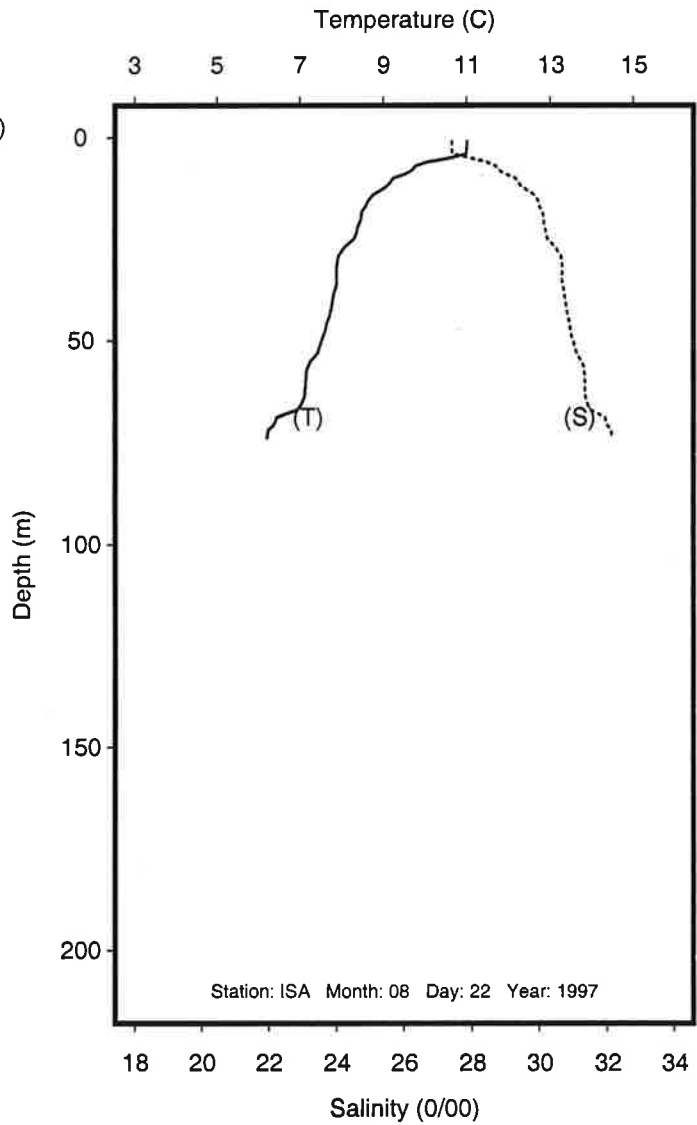 Temperature (C)
3 5 7 9 11 13 15
)
0
50
(T) (S)
100
Depth (m)
150
200
Station: ISA Month: 08 Day: 22 Year: 1997
18 20 22 24 26 28 30 32 34
Salinity (0/00)